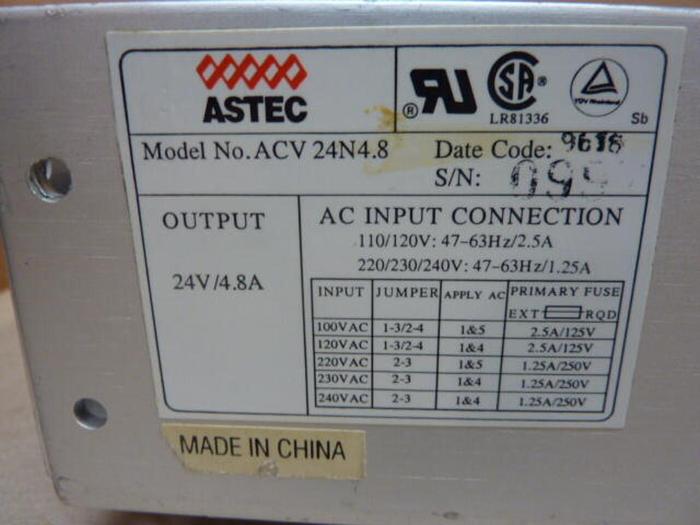 ASTEC
® RU
SA ®
LR81336
TÜV Rheinland
Sb
Model No. ACV 24N4.8
Date Code:
S/N:
OUTPUT
24V/4.8A
AC INPUT CONNECTION
110/120V: 47-63Hz/2.5A
220/230/240V: 47-63Hz/1.25A
INPUT JUMPER APPLY AC PRIMARY FUSE
EXT RQD
100VAC 1-3/2-4 1&5 2.5A/125V
120VAC 1-3/2-4 1&4 2.5A/125V
220VAC 2-3 1&5 1.25A/250V
230VAC 2-3 1&4 1.25A/250V
240VAC 2-3 1&4 1.25A/250V
MADE IN CHINA